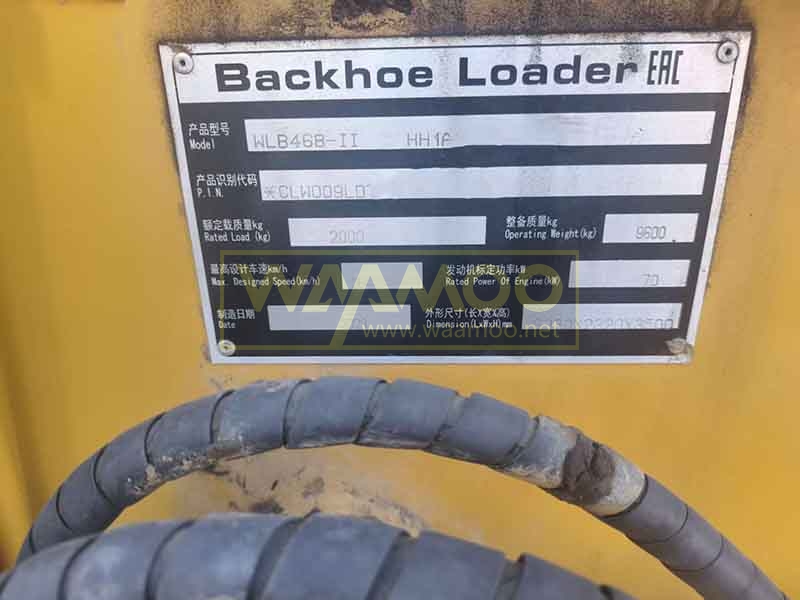 Backhoe Loader EAC
产品型号
Model WLB468-II HH1A
产品识别代码
P.I.N. *CLW009LD
额定载质量kg 整备质量kg
Rated Load (kg) 2000 Operating Weight(kg) 9600
最高设计车速km/h 发动机标定功率kW
Max. Designed Speed(km/h) Rated Power Of Engine(kW) 70
制造日期 外形尺寸(长X宽X高)
Date Dimension(LxWxH)mm X2320X3500
WAAMOO
www.waamoo.net